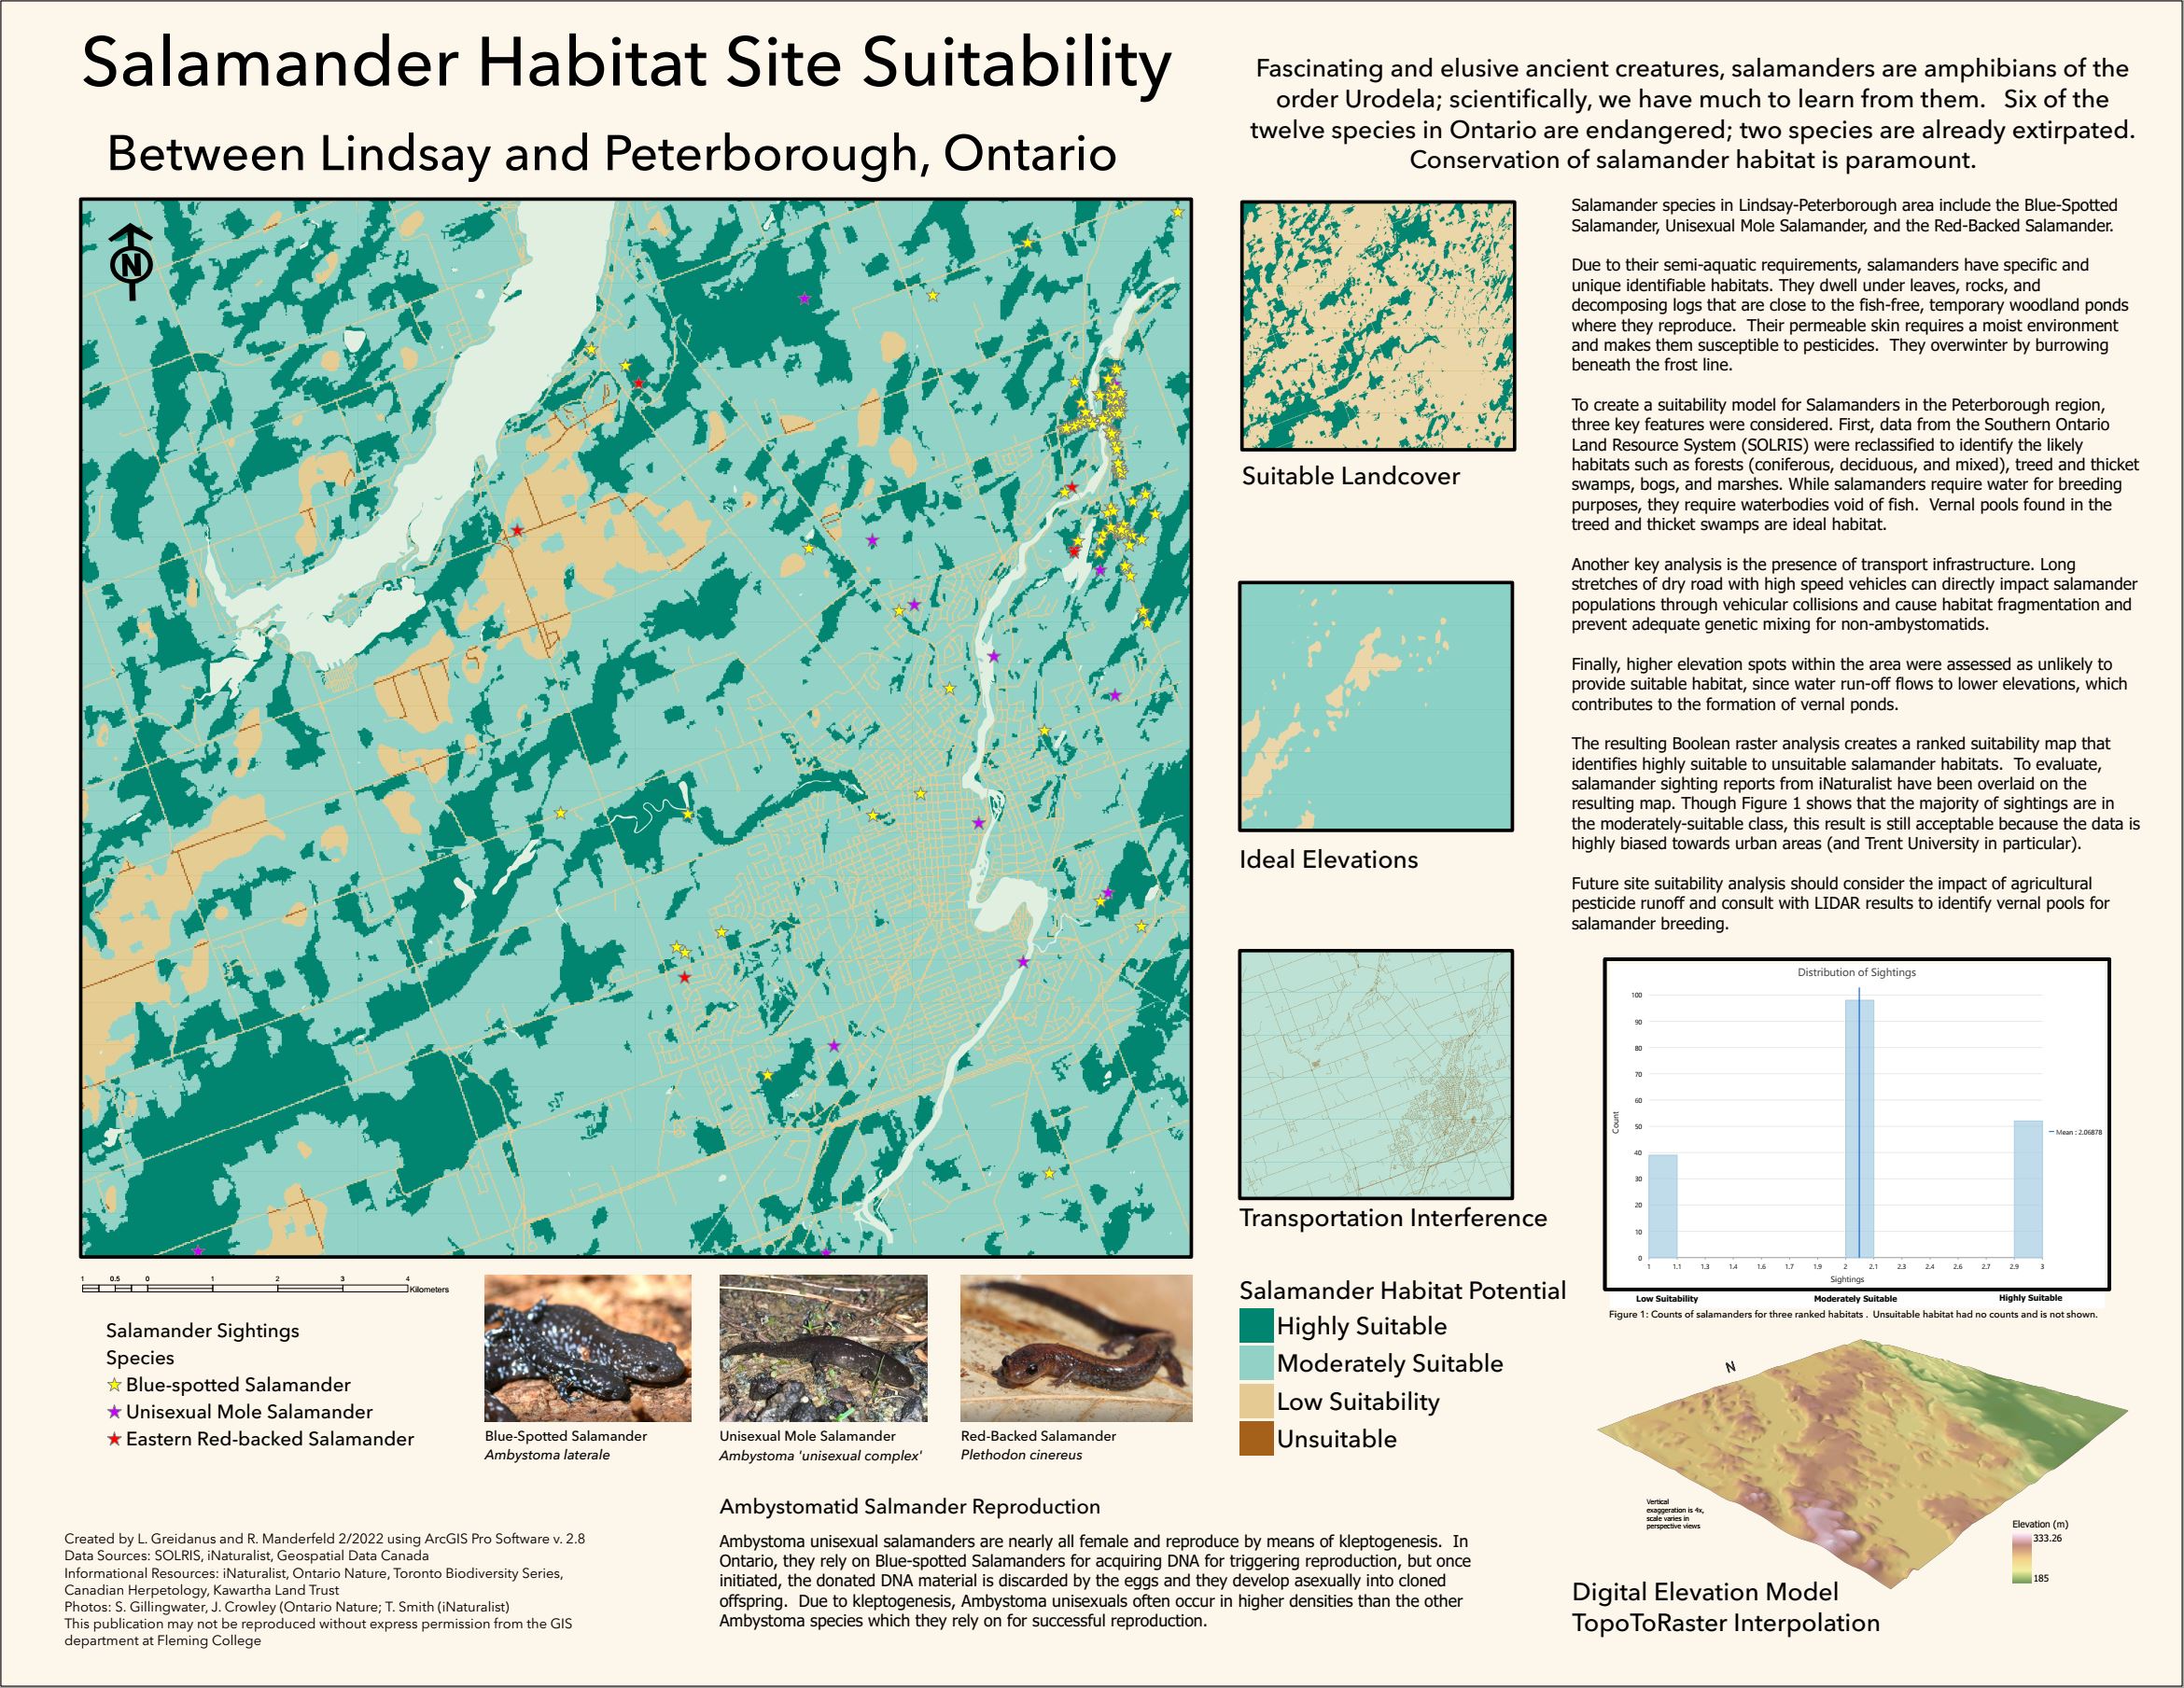 Salamander Habitat Site Suitability
Between Lindsay and Peterborough, Ontario
Fascinating and elusive ancient creatures, salamanders are amphibians of the
order Urodela; scientifically, we have much to learn from them.   Six of the
twelve species in Ontario are endangered; two species are already extirpated.
Conservation of salamander habitat is paramount.
N
Suitable Landcover
Ideal Elevations
Transportation Interference
Salamander species in Lindsay-Peterborough area include the Blue-Spotted
Salamander, Unisexual Mole Salamander, and the Red-Backed Salamander.
Due to their semi-aquatic requirements, salamanders have specific and
unique identifiable habitats. They dwell under leaves, rocks, and
decomposing logs that are close to the fish-free, temporary woodland ponds
where they reproduce.  Their permeable skin requires a moist environment
and makes them susceptible to pesticides.  They overwinter by burrowing
beneath the frost line.
To create a suitability model for Salamanders in the Peterborough region,
three key features were considered. First, data from the Southern Ontario
Land Resource System (SOLRIS) were reclassified to identify the likely
habitats such as forests (coniferous, deciduous, and mixed), treed and thicket
swamps, bogs, and marshes. While salamanders require water for breeding
purposes, they require waterbodies void of fish.  Vernal pools found in the
treed and thicket swamps are ideal habitat.
Another key analysis is the presence of transport infrastructure. Long
stretches of dry road with high speed vehicles can directly impact salamander
populations through vehicular collisions and cause habitat fragmentation and
prevent adequate genetic mixing for non-ambystomatids.
Finally, higher elevation spots within the area were assessed as unlikely to
provide suitable habitat, since water run-off flows to lower elevations, which
contributes to the formation of vernal ponds.
The resulting Boolean raster analysis creates a ranked suitability map that
identifies highly suitable to unsuitable salamander habitats.  To evaluate,
salamander sighting reports from iNaturalist have been overlaid on the
resulting map. Though Figure 1 shows that the majority of sightings are in
the moderately-suitable class, this result is still acceptable because the data is
highly biased towards urban areas (and Trent University in particular).
Future site suitability analysis should consider the impact of agricultural
pesticide runoff and consult with LIDAR results to identify vernal pools for
salamander breeding.
Distribution of Sightings
100
90
80
70
60
50
40
30
20
10
0
Count
Mean : 2.06878
1 1.1 1.3 1.4 1.6 1.7 1.9 2 2.1 2.3 2.4 2.6 2.7 2.9 3
Sightings
Low Suitability Moderately Suitable Highly Suitable
Figure 1: Counts of salamanders for three ranked habitats .  Unsuitable habitat had no counts and is not shown.
1 0.5 0 1 2 3 4
Kilometers
Salamander Sightings
Species
Blue-spotted Salamander
Unisexual Mole Salamander
Eastern Red-backed Salamander
Blue-Spotted Salamander
Ambystoma laterale
Unisexual Mole Salamander
Ambystoma 'unisexual complex'
Red-Backed Salamander
Plethodon cinereus
Salamander Habitat Potential
Highly Suitable
Moderately Suitable
Low Suitability
Unsuitable
N
Vertical
exaggeration is 4x,
scale varies in
perspective views
Elevation (m)
333.26
185
Digital Elevation Model
TopoToRaster Interpolation
Ambystomatid Salmander Reproduction
Ambystoma unisexual salamanders are nearly all female and reproduce by means of kleptogenesis.  In
Ontario, they rely on Blue-spotted Salamanders for acquiring DNA for triggering reproduction, but once
initiated, the donated DNA material is discarded by the eggs and they develop asexually into cloned
offspring.  Due to kleptogenesis, Ambystoma unisexuals often occur in higher densities than the other
Ambystoma species which they rely on for successful reproduction.
Created by L. Greidanus and R. Manderfeld 2/2022 using ArcGIS Pro Software v. 2.8
Data Sources: SOLRIS, iNaturalist, Geospatial Data Canada
Informational Resources: iNaturalist, Ontario Nature, Toronto Biodiversity Series,
Canadian Herpetology, Kawartha Land Trust
Photos: S. Gillingwater, J. Crowley (Ontario Nature; T. Smith (iNaturalist)
This publication may not be reproduced without express permission from the GIS
department at Fleming College